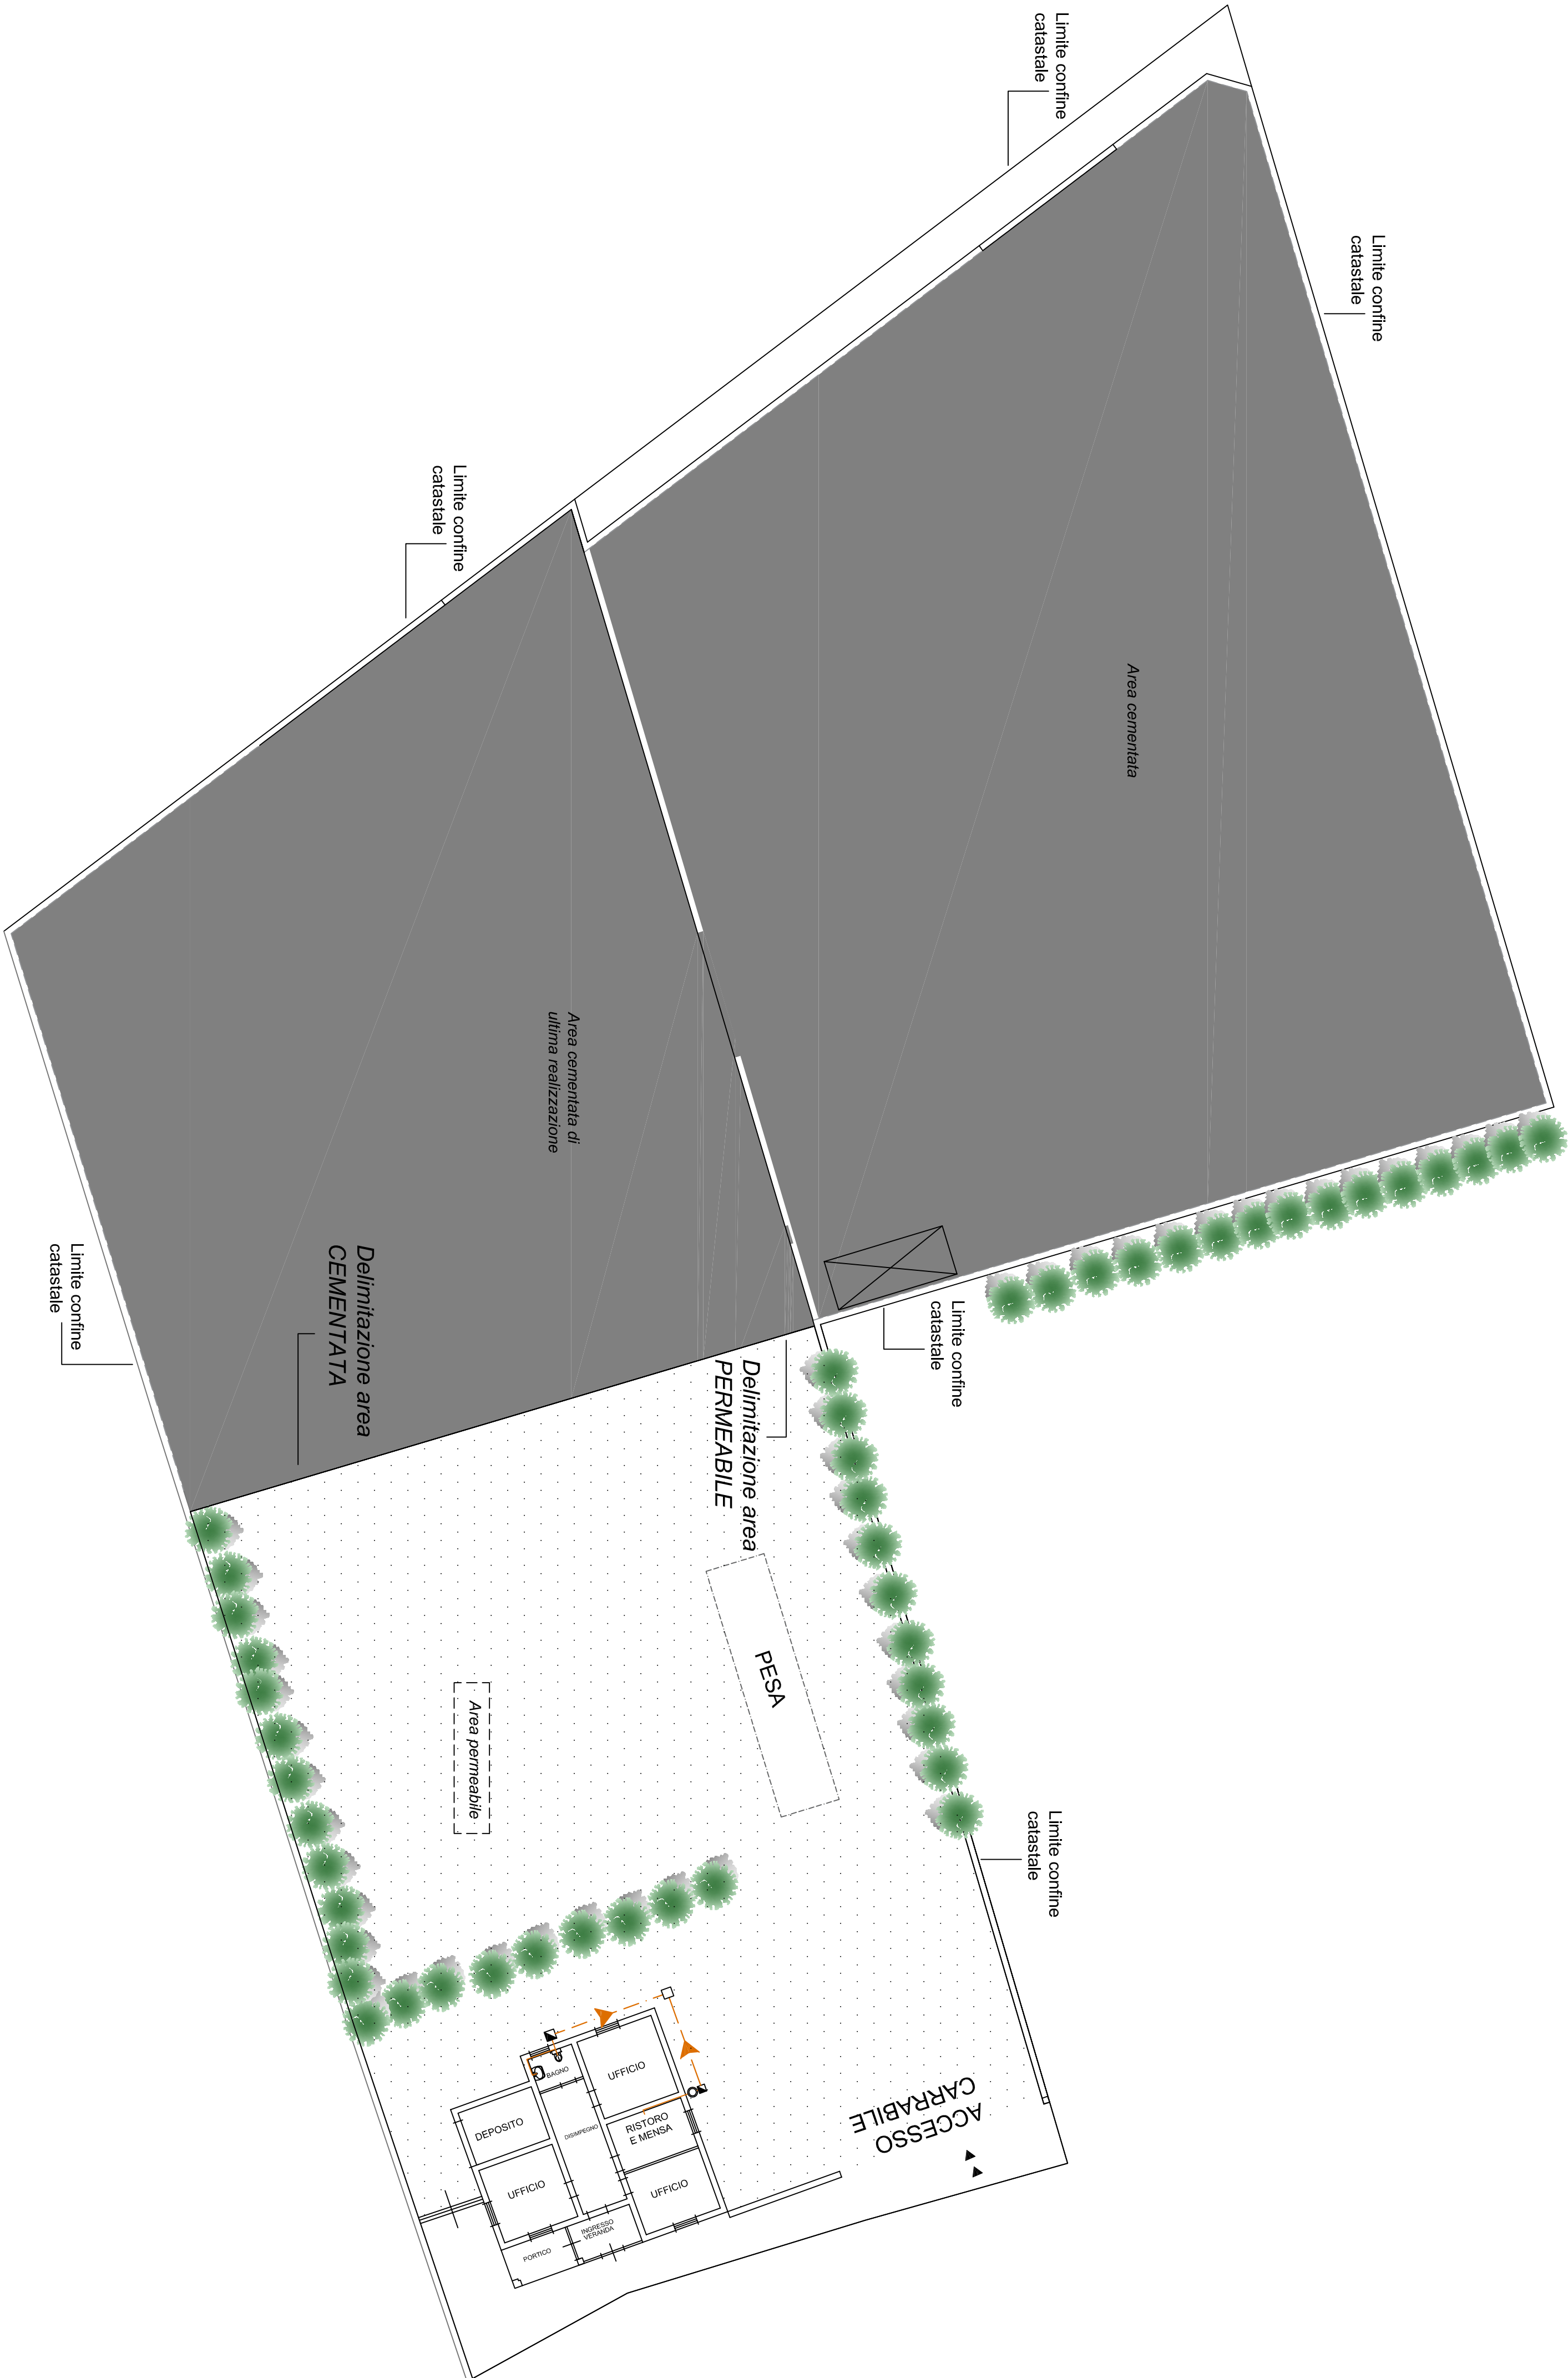 Limite confine
catastale
Limite confine
catastale
Limite confine
catastale
Area cementata
Area cementata di
ultima realizzazione
Limite confine
catastale
Delimitazione area
CEMENTATA
Limite confine
catastale
Delimitazione area
PERMEABILE
PESA
Area permeabile
Limite confine
catastale
ACCESSO
CARRABILE
UFFICIO
BAGNO
RISTORO
E MENSA
DISIMPEGNO
DEPOSITO
UFFICIO
UFFICIO
INGRESSO
VERANDA
PORTICO